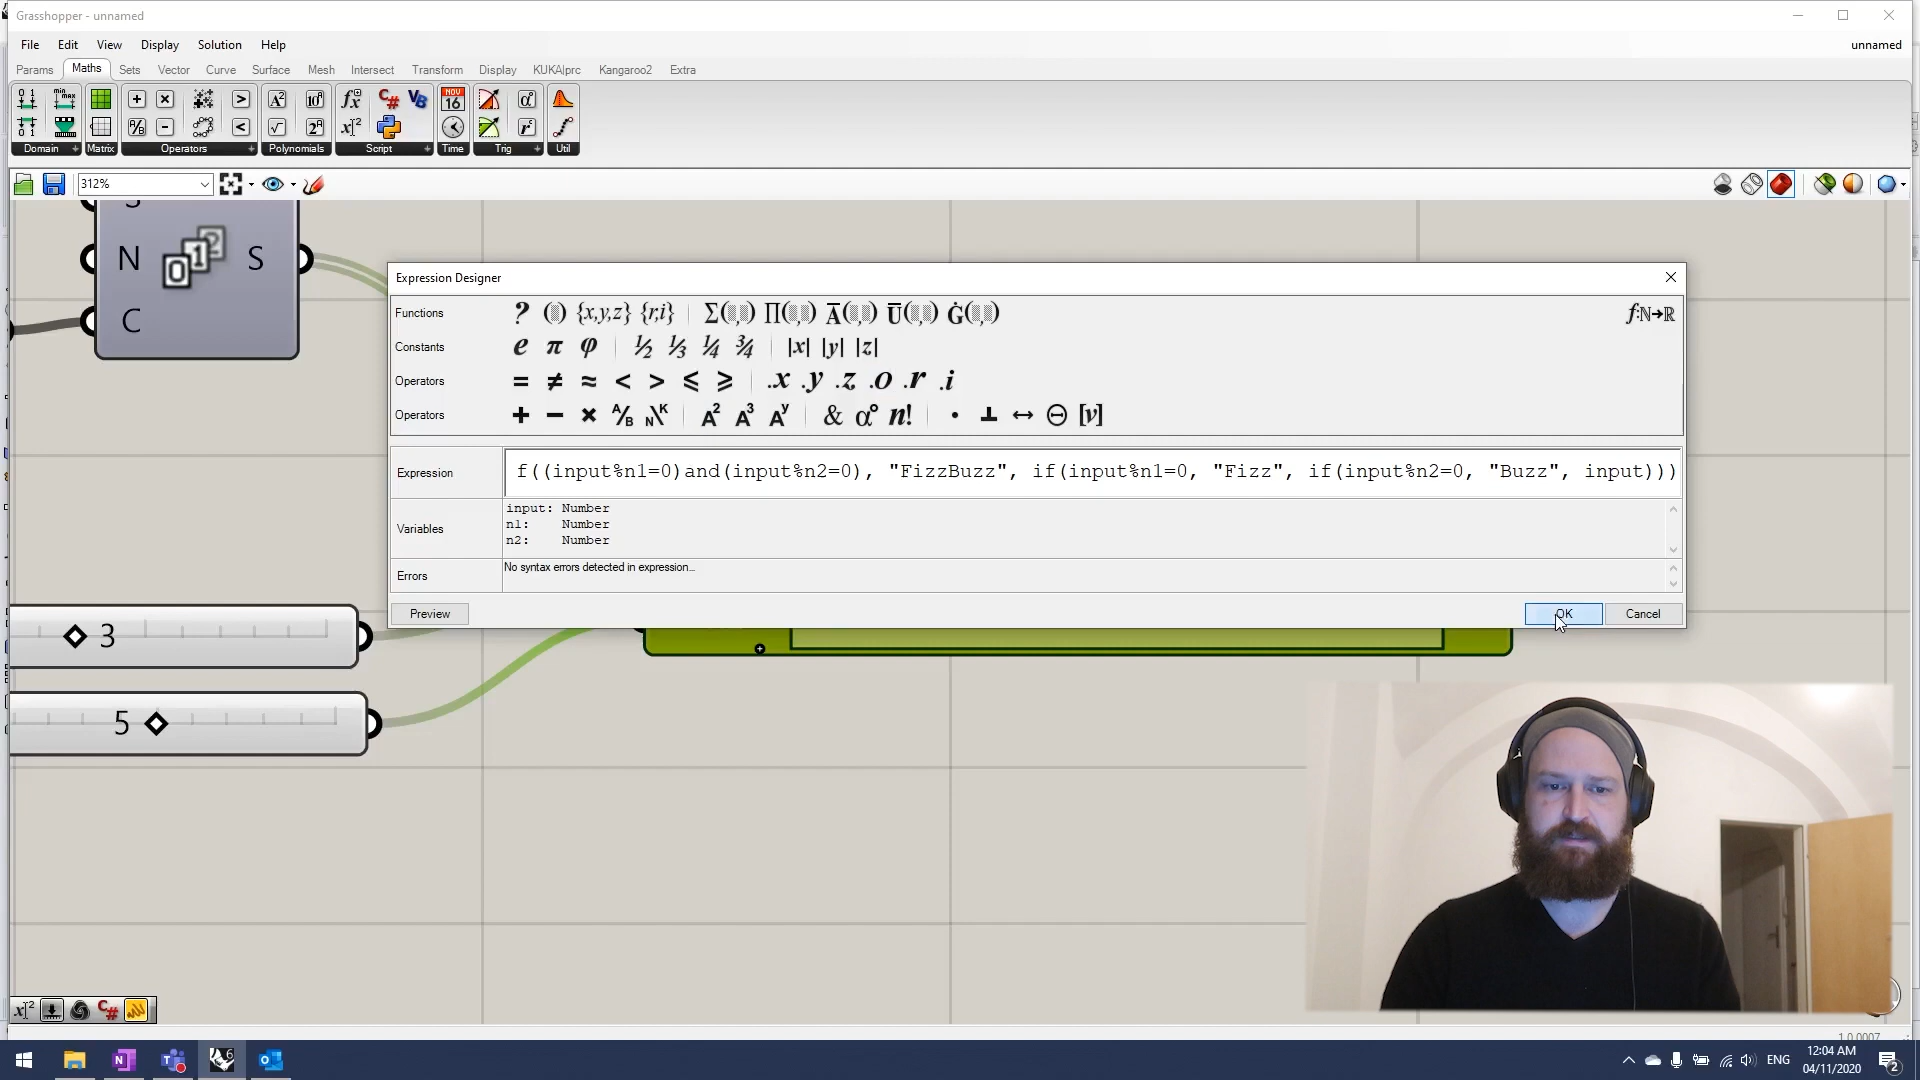 Grasshopper - unnamed
File Edit View Display Solution Help
unnamed
Params Maths Sets Vector Curve Surface Mesh Intersect Transform Display KUKA|prc Kangaroo2 Extra
Domain Matrix Operators Polynomials Script Time Trig Util
312%
S
N S
C
Expression Designer
Functions
Constants
Operators
Operators
Expression f((input%n1=0)and(input%n2=0), "FizzBuzz", if(input%n1=0, "Fizz", if(input%n2=0, "Buzz", input)))
Variables
input: Number
n1: Number
n2: Number
Errors No syntax errors detected in expression...
Preview OK Cancel
3
5
1.0.0007
ENG
12:04 AM
04/11/2020
2